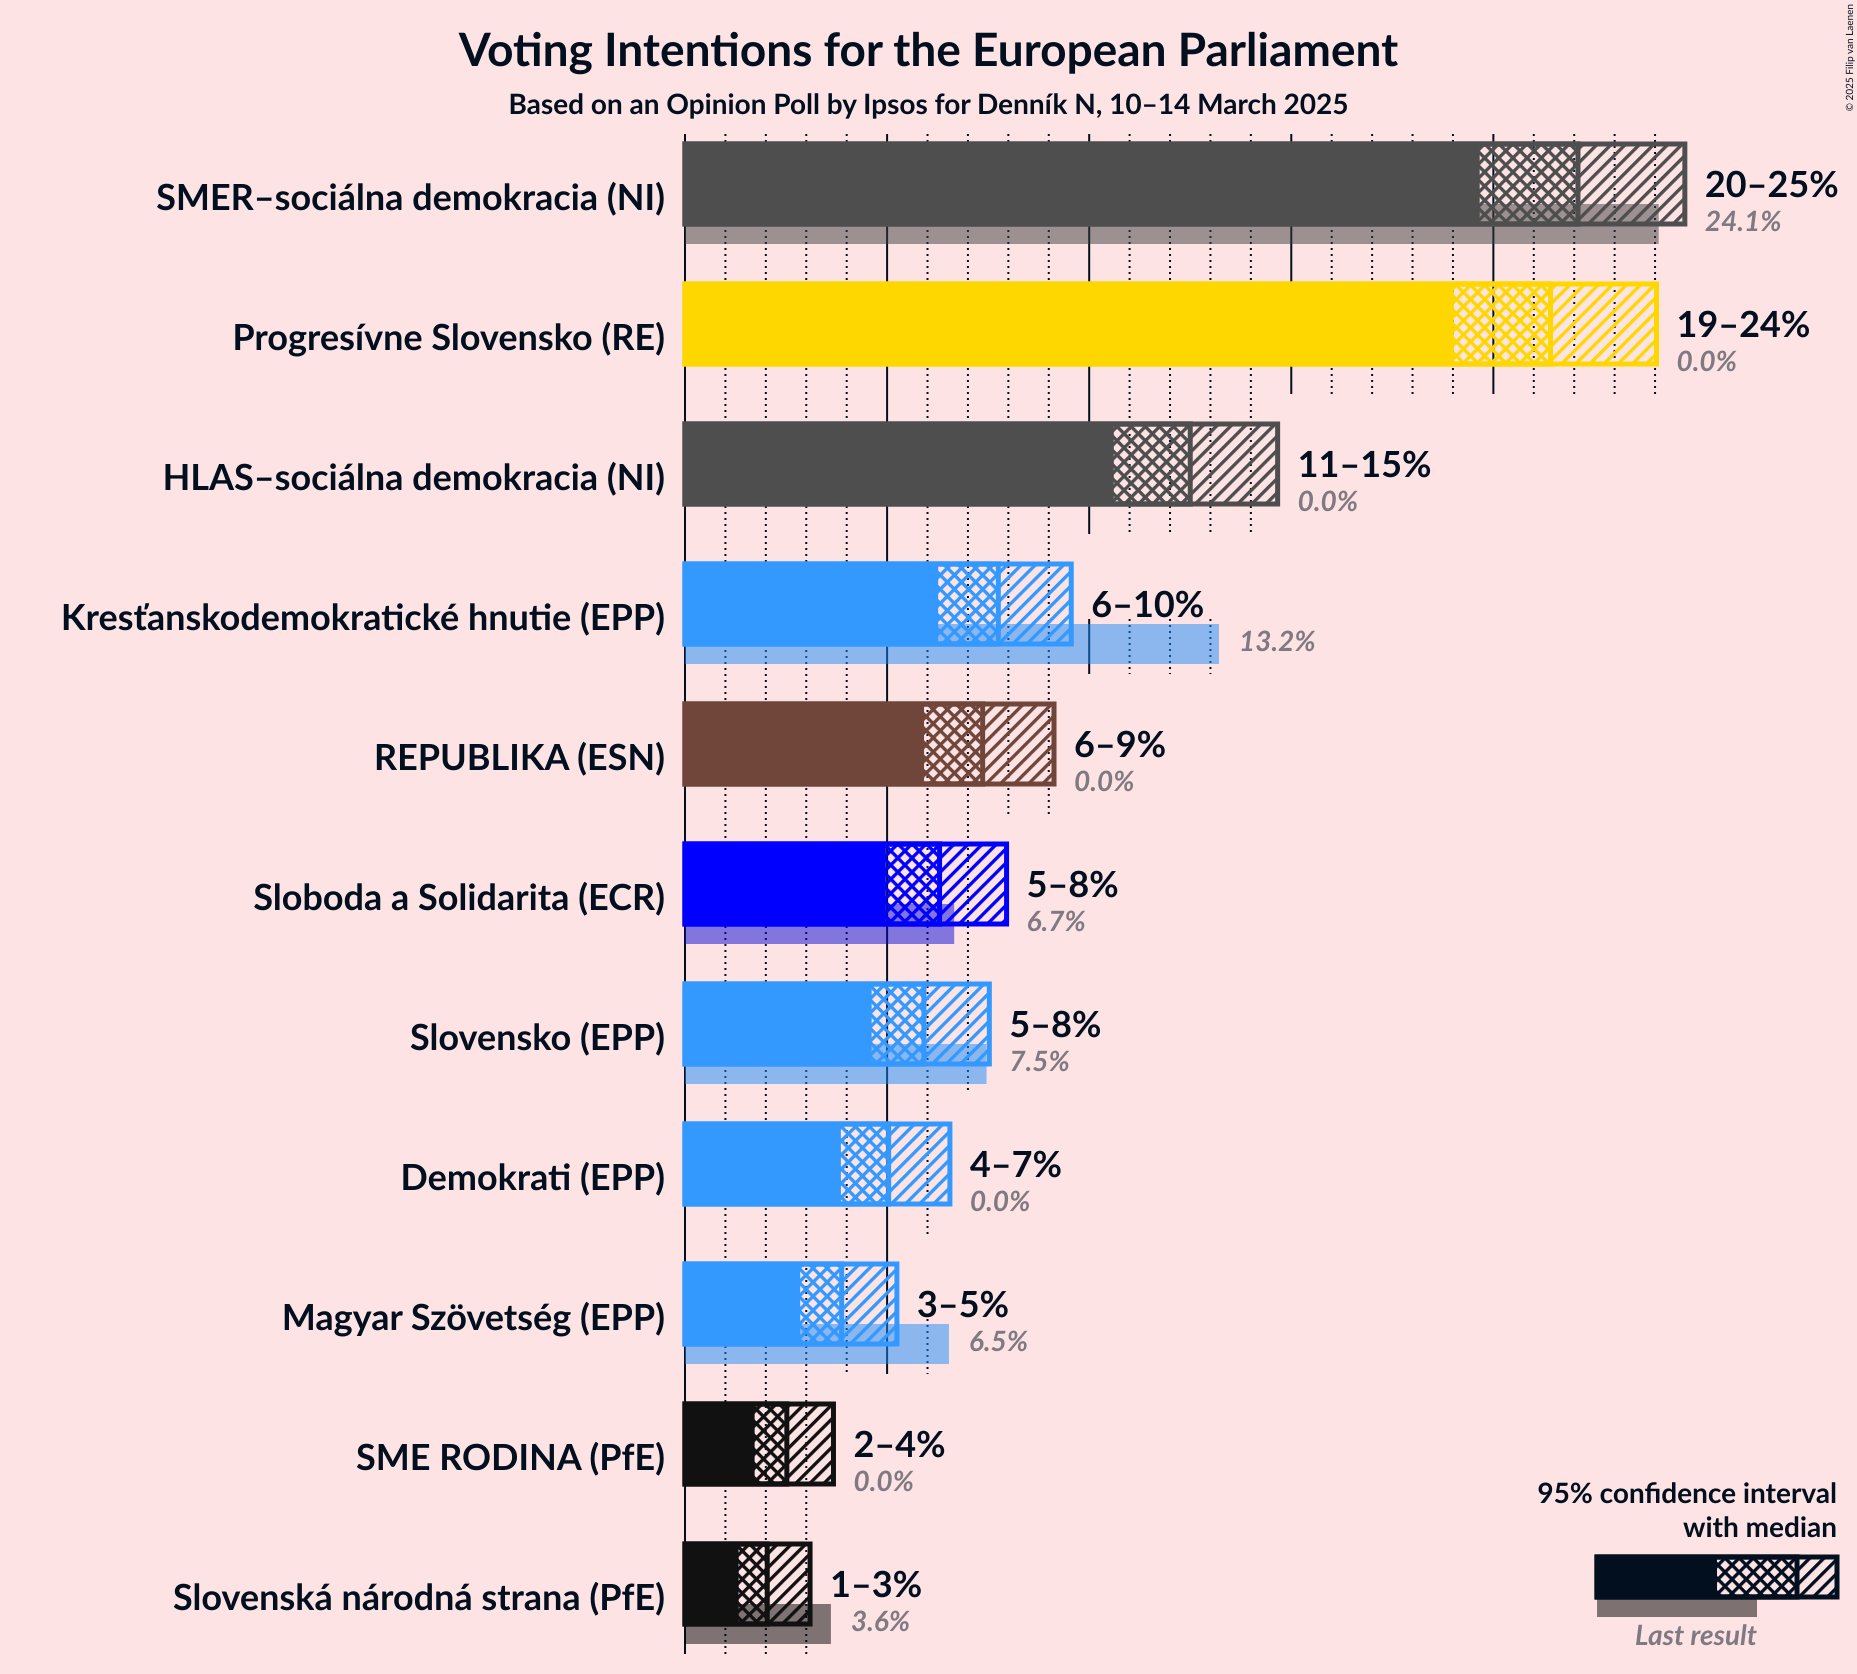 Voting Intentions for the European Parliament
Based on an Opinion Poll by Ipsos for Denník N, 10–14 March 2025
© 2025 Filip van Laenen
SMER–sociálna demokracia (NI)
20–25%
24.1%
Progresívne Slovensko (RE)
19–24%
0.0%
HLAS–sociálna demokracia (NI)
11–15%
0.0%
Kresťanskodemokratické hnutie (EPP)
6–10%
13.2%
REPUBLIKA (ESN)
6–9%
0.0%
Sloboda a Solidarita (ECR)
5–8%
6.7%
Slovensko (EPP)
5–8%
7.5%
Demokrati (EPP)
4–7%
0.0%
Magyar Szövetség (EPP)
3–5%
6.5%
SME RODINA (PfE)
2–4%
0.0%
Slovenská národná strana (PfE)
1–3%
3.6%
95% confidence interval
with median
Last result